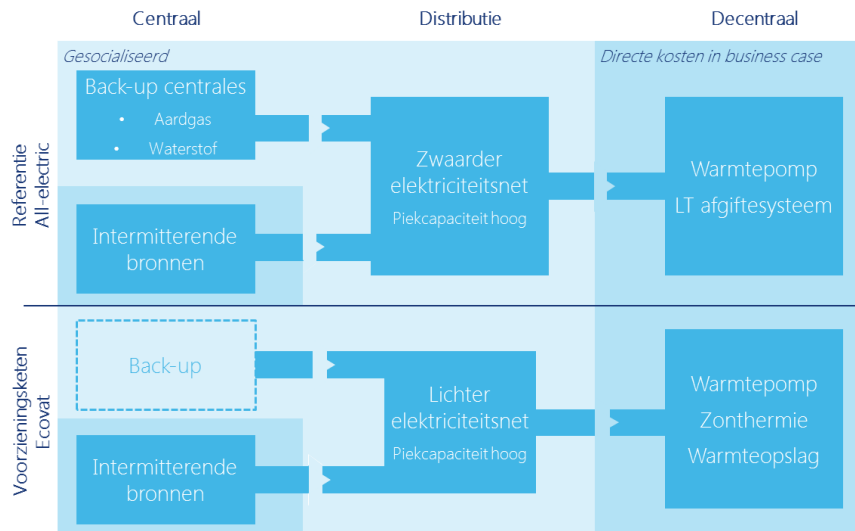 Centraal
Distributie
Decentraal
Gesocialiseerd
Directe kosten in business case
Referentie
All-electric
Back-up centrales
• Aardgas
• Waterstof
Intermitterende
bronnen
Zwaarder
elektriciteitsnet
Piekcapaciteit hoog
Warmtepomp
LT afgiftesysteem
Voorzieningsketen
Ecovat
Back-up
Intermitterende
bronnen
Lichter
elektriciteitsnet
Piekcapaciteit hoog
Warmtepomp
Zonthermie
Warmteopslag